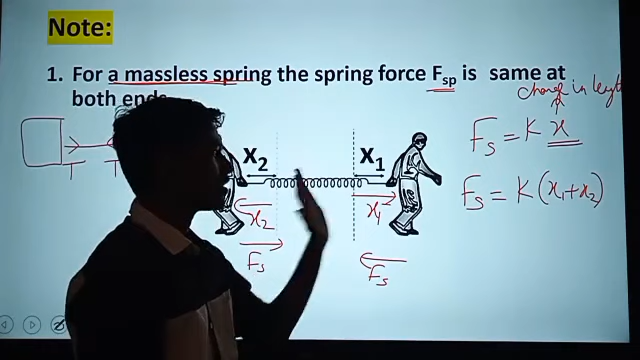 Note:
1. For a massless spring the spring force Fsp is same at
both ends
change in length
Fs = K x
T T
X2 X1
Fs = K (x1 + x2)
x2 x1
Fs Fs